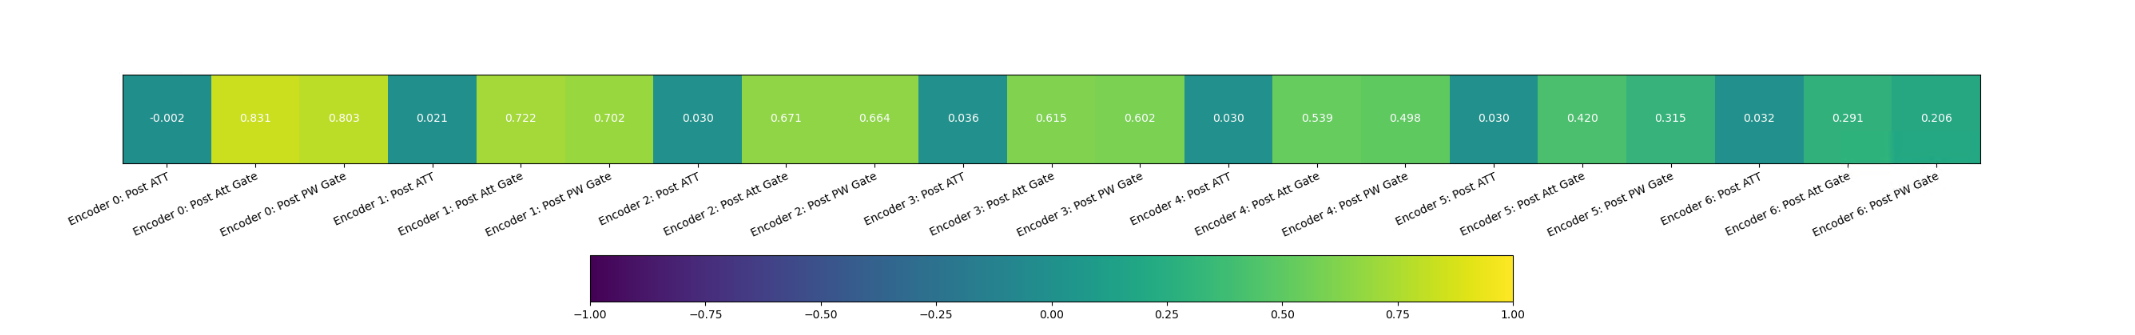 -0.002 0.831 0.803 0.021 0.722 0.702 0.030 0.671 0.664 0.036 0.615 0.602 0.030 0.539 0.498 0.030 0.420 0.315 0.032 0.291 0.206
Encoder 0: Post ATT
Encoder 0: Post Att Gate
Encoder 0: Post PW Gate
Encoder 1: Post ATT
Encoder 1: Post Att Gate
Encoder 1: Post PW Gate
Encoder 2: Post ATT
Encoder 2: Post Att Gate
Encoder 2: Post PW Gate
Encoder 3: Post ATT
Encoder 3: Post Att Gate
Encoder 3: Post PW Gate
Encoder 4: Post ATT
Encoder 4: Post Att Gate
Encoder 4: Post PW Gate
Encoder 5: Post ATT
Encoder 5: Post Att Gate
Encoder 5: Post PW Gate
Encoder 6: Post ATT
Encoder 6: Post Att Gate
Encoder 6: Post PW Gate
−1.00 −0.75 −0.50 −0.25 0.00 0.25 0.50 0.75 1.00